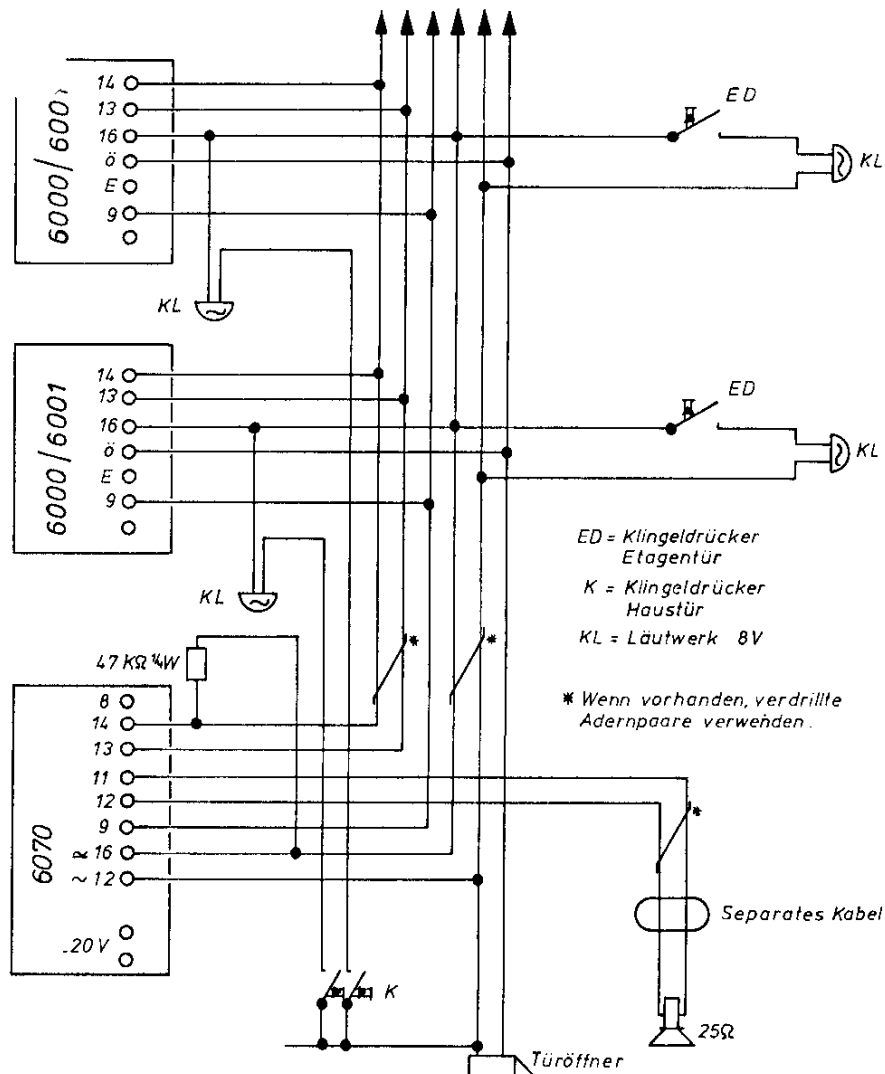 14
13
16
ö
E
9
6000/600
ED
KL
KL
14
13
16
ö
E
9
6000/6001
ED
KL
KL
ED = Klingeldrücker
Etagentür
K = Klingeldrücker
Haustür
KL = Läutwerk 8V
* Wenn vorhanden, verdrillte
Adernpaare verwenden.
*
*
47 KΩ ¼W
8
14
13
11
12
9
≃ 16
~ 12
20V
6070
*
Separates Kabel
K
25Ω
Türöffner